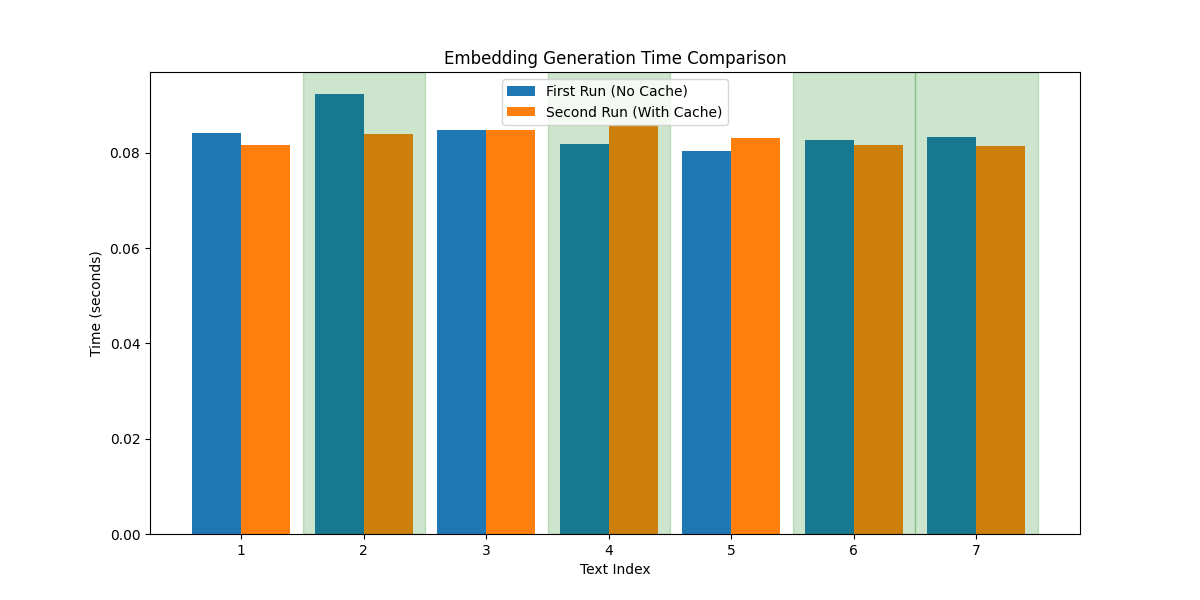 Embedding Generation Time Comparison
First Run (No Cache)
Second Run (With Cache)
Time (seconds)
0.08
0.06
0.04
0.02
0.00
1 2 3 4 5 6 7
Text Index